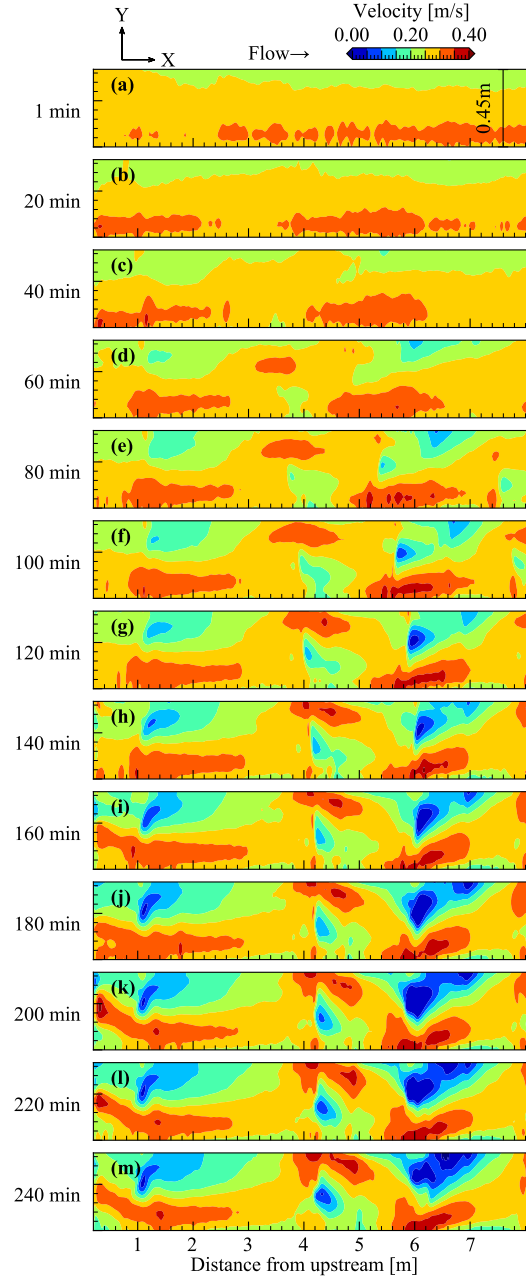 Y
X
Flow→
Velocity [m/s]
0.00 0.20 0.40
(a)
1 min
0.45m
(b)
20 min
(c)
40 min
(d)
60 min
(e)
80 min
(f)
100 min
(g)
120 min
(h)
140 min
(i)
160 min
(j)
180 min
(k)
200 min
(l)
220 min
(m)
240 min
1 2 3 4 5 6 7
Distance from upstream [m]